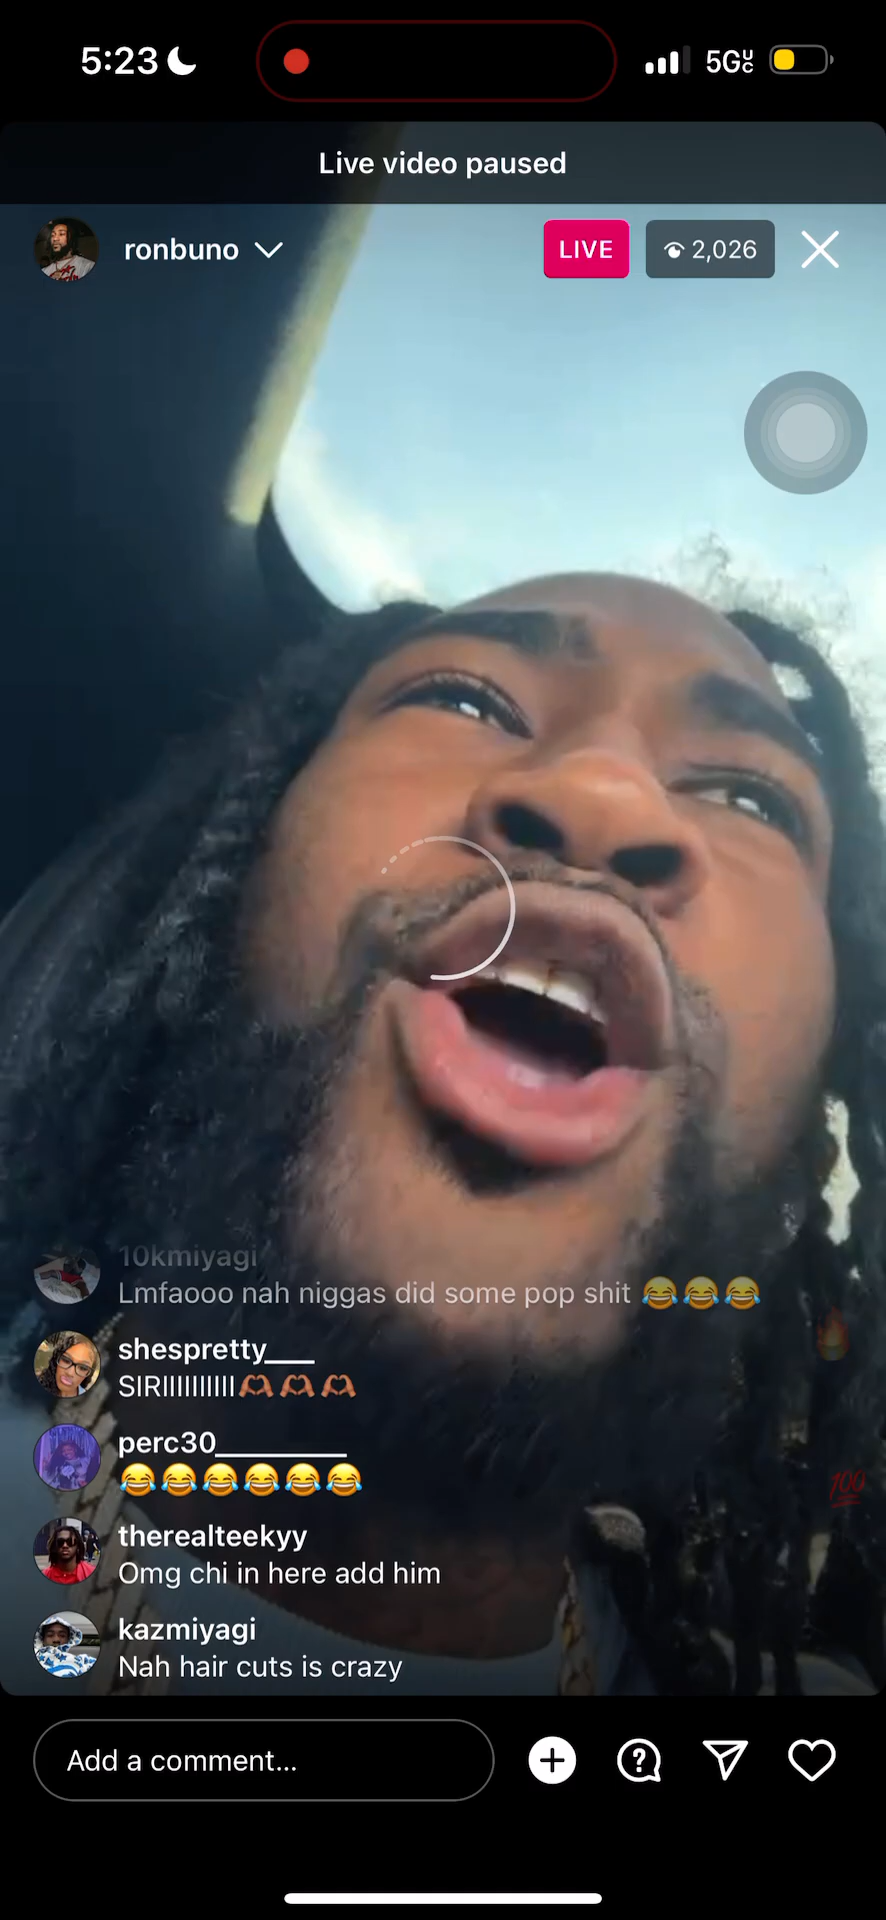 5:23
5GUC
Live video paused
ronbuno
LIVE
2,026
10kmiyagi
Lmfaooo nah niggas did some pop shit 😂😂😂
shespretty___
SIRIIIIIIIIII🫶🏾🫶🏾🫶🏾
perc30_________
😂😂😂😂😂😂
💯
therealteekyy
Omg chi in here add him
kazmiyagi
Nah hair cuts is crazy
Add a comment...